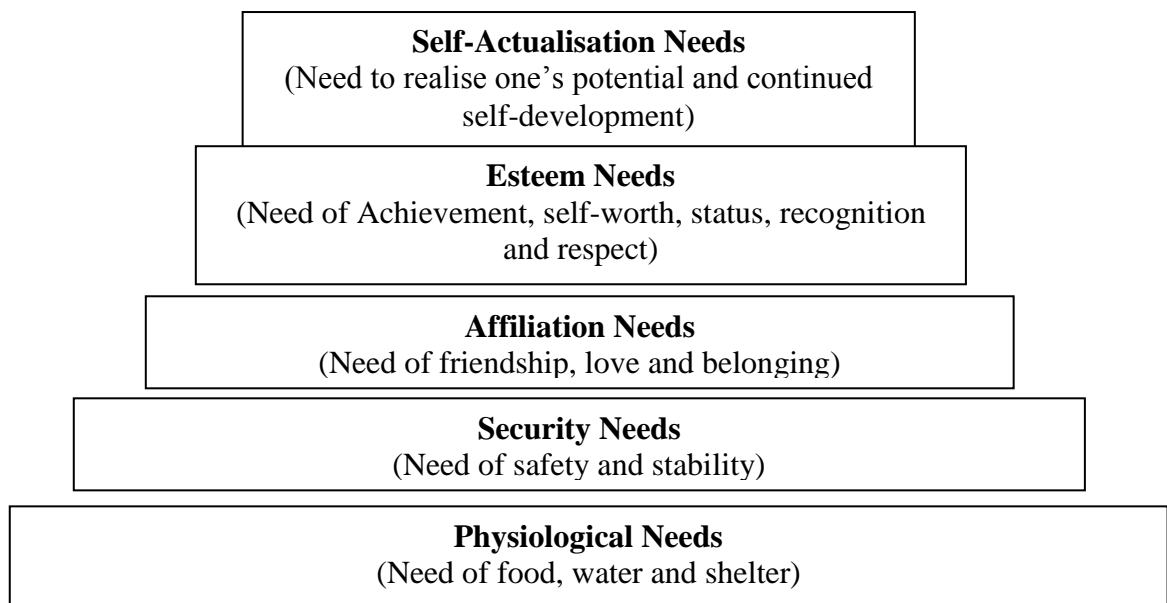 Self-Actualisation Needs
(Need to realise one’s potential and continued
self-development)
Esteem Needs
(Need of Achievement, self-worth, status, recognition
and respect)
Affiliation Needs
(Need of friendship, love and belonging)
Security Needs
(Need of safety and stability)
Physiological Needs
(Need of food, water and shelter)